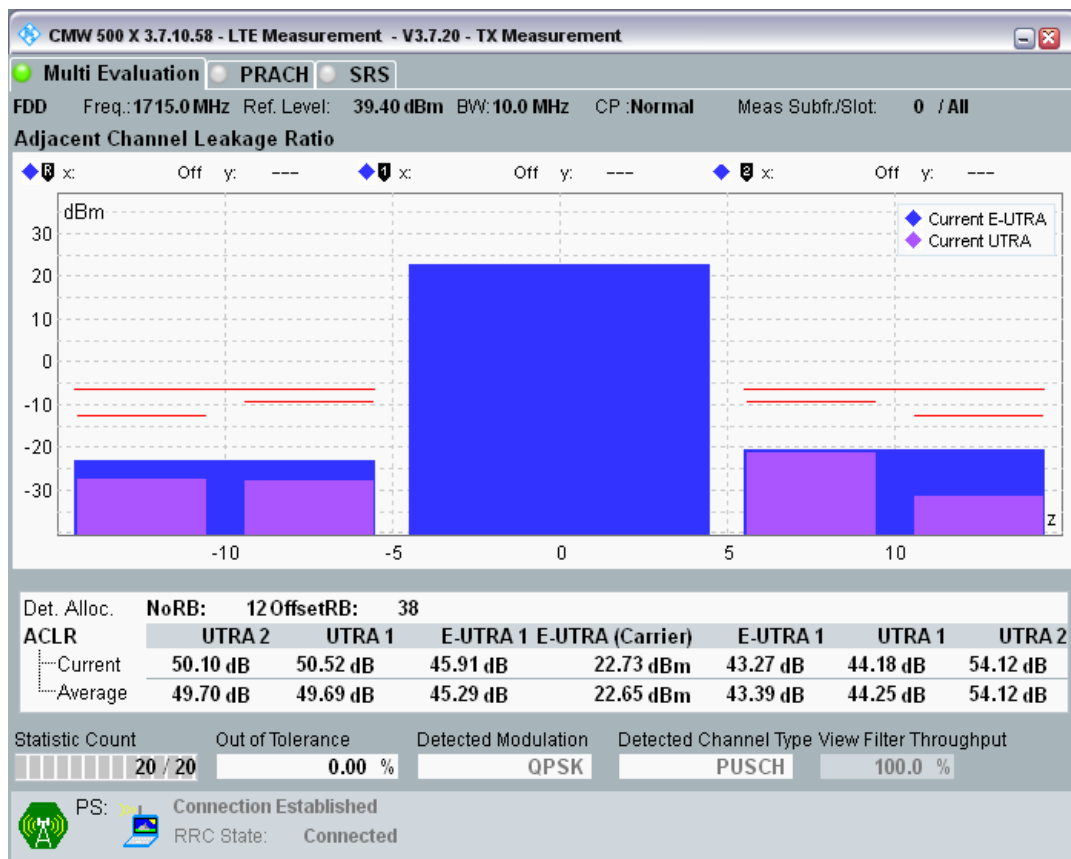 CMW 500 X 3.7.10.58 - LTE Measurement - V3.7.20 - TX Measurement
Multi Evaluation PRACH SRS
FDD Freq.: 1715.0 MHz Ref. Level: 39.40 dBm BW: 10.0 MHz CP :Normal Meas Subfr./Slot: 0 / All
Adjacent Channel Leakage Ratio
R x: Off y: --- 1 x: Off y: --- 2 x: Off y: ---
dBm
Current E-UTRA
Current UTRA
30
20
10
0
-10
-20
-30
z
-10 -5 0 5 10
Det. Alloc. NoRB: 12 OffsetRB: 38
ACLR UTRA 2 UTRA 1 E-UTRA 1 E-UTRA (Carrier) E-UTRA 1 UTRA 1 UTRA 2
Current 50.10 dB 50.52 dB 45.91 dB 22.73 dBm 43.27 dB 44.18 dB 54.12 dB
Average 49.70 dB 49.69 dB 45.29 dB 22.65 dBm 43.39 dB 44.25 dB 54.12 dB
Statistic Count Out of Tolerance Detected Modulation Detected Channel Type View Filter Throughput
20 / 20 0.00 % QPSK PUSCH 100.0 %
PS: Connection Established
RRC State: Connected